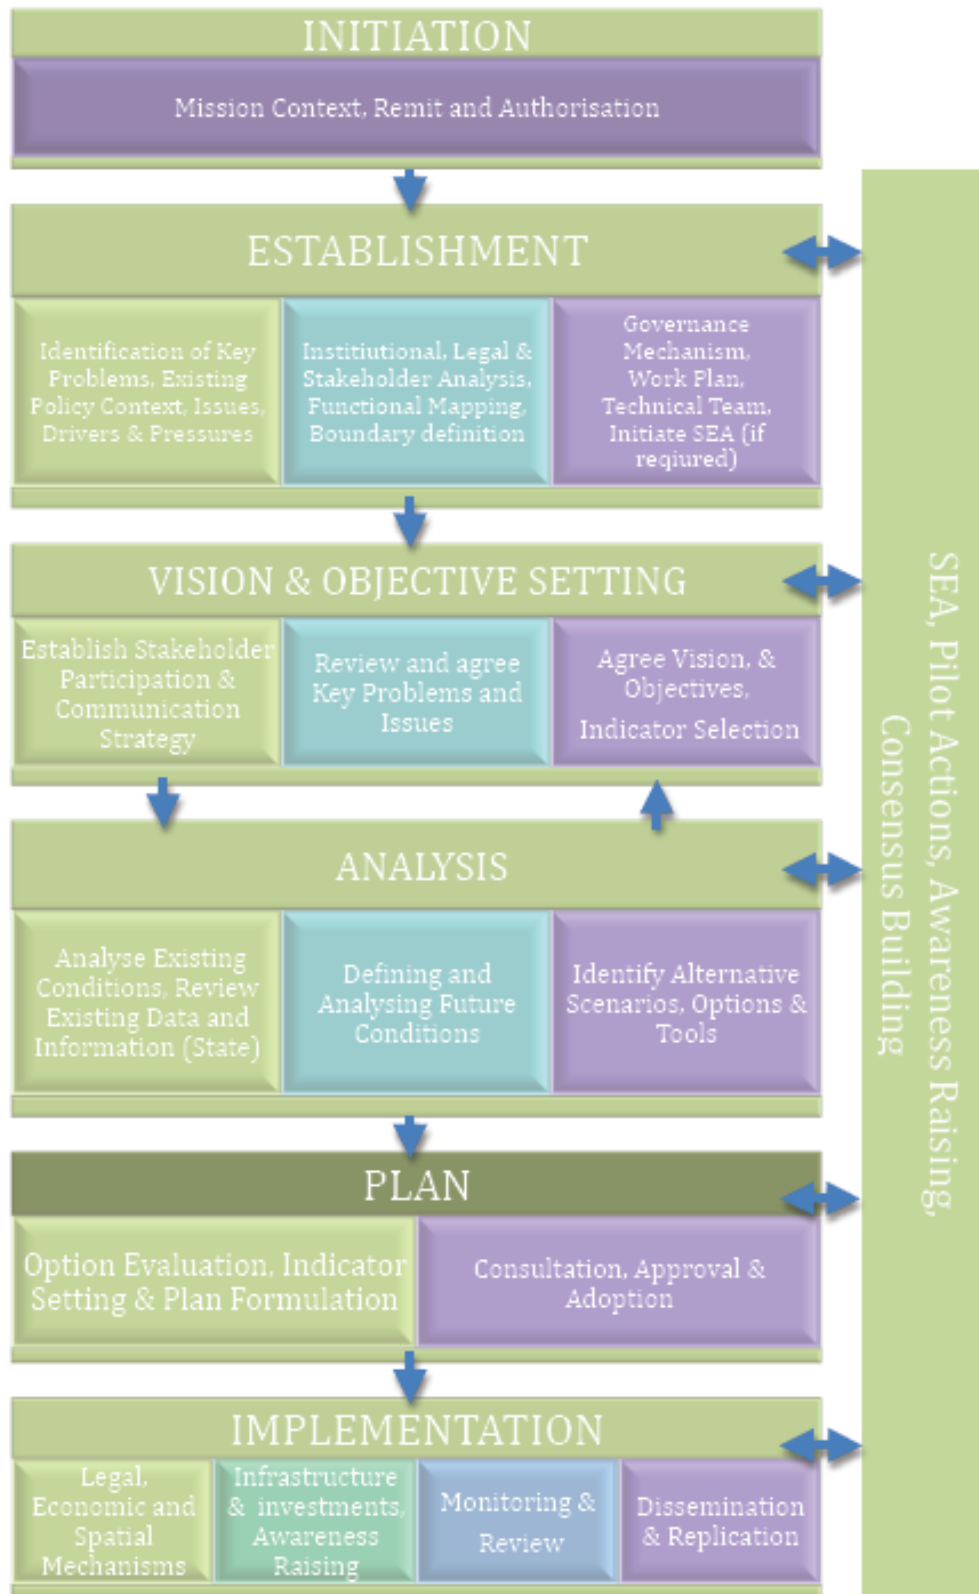 INITIATION
Mission Context, Remit and Authorisation
ESTABLISHMENT
Identification of Key
Problems, Existing
Policy Context, Issues,
Drivers & Pressures
Institiutional, Legal &
Stakeholder Analysis,
Functional Mapping,
Boundary definition
Governance
Mechanism,
Work Plan,
Technical Team,
Initiate SEA (if
reqiured)
VISION & OBJECTIVE SETTING
Establish Stakeholder
Participation &
Communication
Strategy
Review and agree
Key Problems and
Issues
Agree Vision, &
Objectives,
Indicator Selection
ANALYSIS
Analyse Existing
Conditions, Review
Existing Data and
Information (State)
Defining and
Analysing Future
Conditions
Identify Alternative
Scenarios, Options &
Tools
PLAN
Option Evaluation, Indicator
Setting & Plan Formulation
Consultation, Approval &
Adoption
IMPLEMENTATION
Legal,
Economic and
Spatial
Mechanisms
Infrastructure
& investments,
Awareness
Raising
Monitoring &
Review
Dissemination
& Replication
SEA, Pilot Actions, Awareness Raising,
Consensus Building